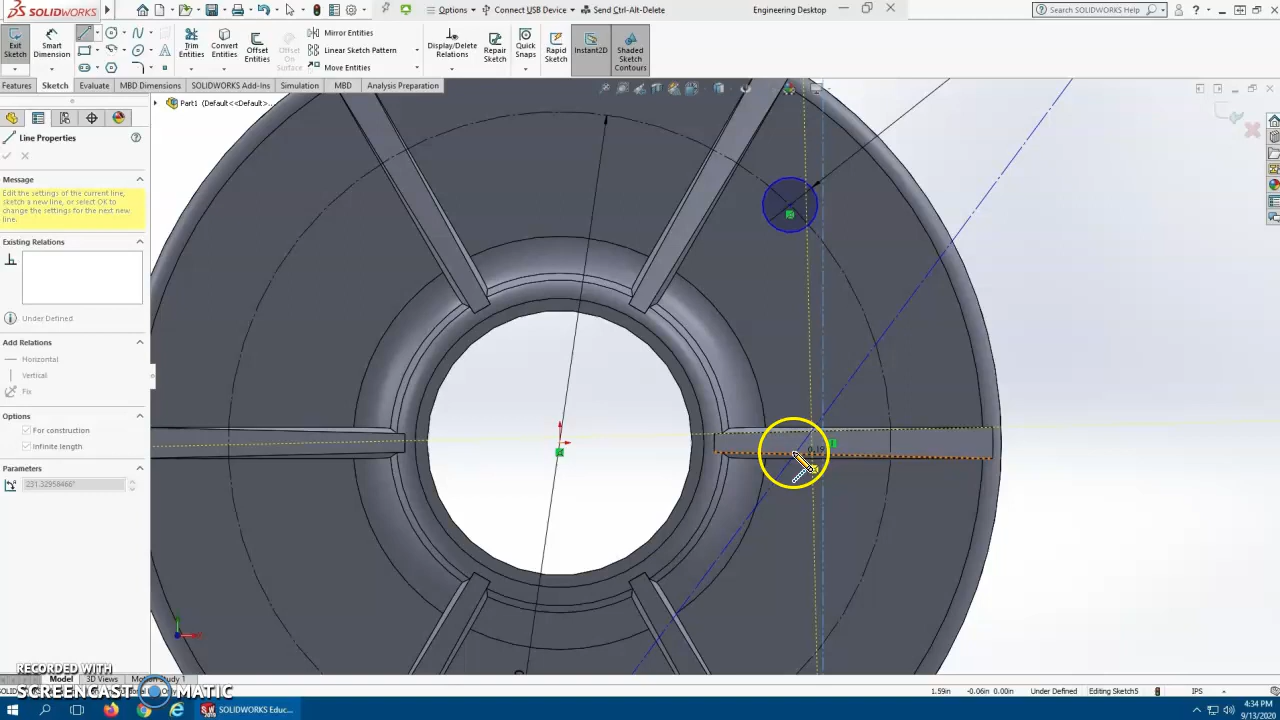 SOLIDWORKS
Options
Connect USB Device
Send Ctrl-Alt-Delete
Engineering Desktop
Search SOLIDWORKS Help
Exit Sketch
Smart Dimension
Trim Entities
Convert Entities
Offset Entities
Offset On Surface
Mirror Entities
Linear Sketch Pattern
Move Entities
Display/Delete Relations
Repair Sketch
Quick Snaps
Rapid Sketch
Instant2D
Shaded Sketch Contours
Features
Sketch
Evaluate
MBD Dimensions
SOLIDWORKS Add-Ins
Simulation
MBD
Analysis Preparation
Part1 (Default<<Default>...
Line Properties
Message
Edit the settings of the current line,
sketch a new line, or select OK to
change the settings for the next new
line.
Existing Relations
Under Defined
Add Relations
Horizontal
Vertical
Fix
Options
For construction
Infinite length
Parameters
231.32958466°
RECORDED WITH
SCREENCAST MATIC
Model
3D Views
Motion Study 1
1.59in
-0.06in
0.00in
Under Defined
Editing Sketch5
IPS
SOLIDWORKS Educ...
4:34 PM
9/13/2020